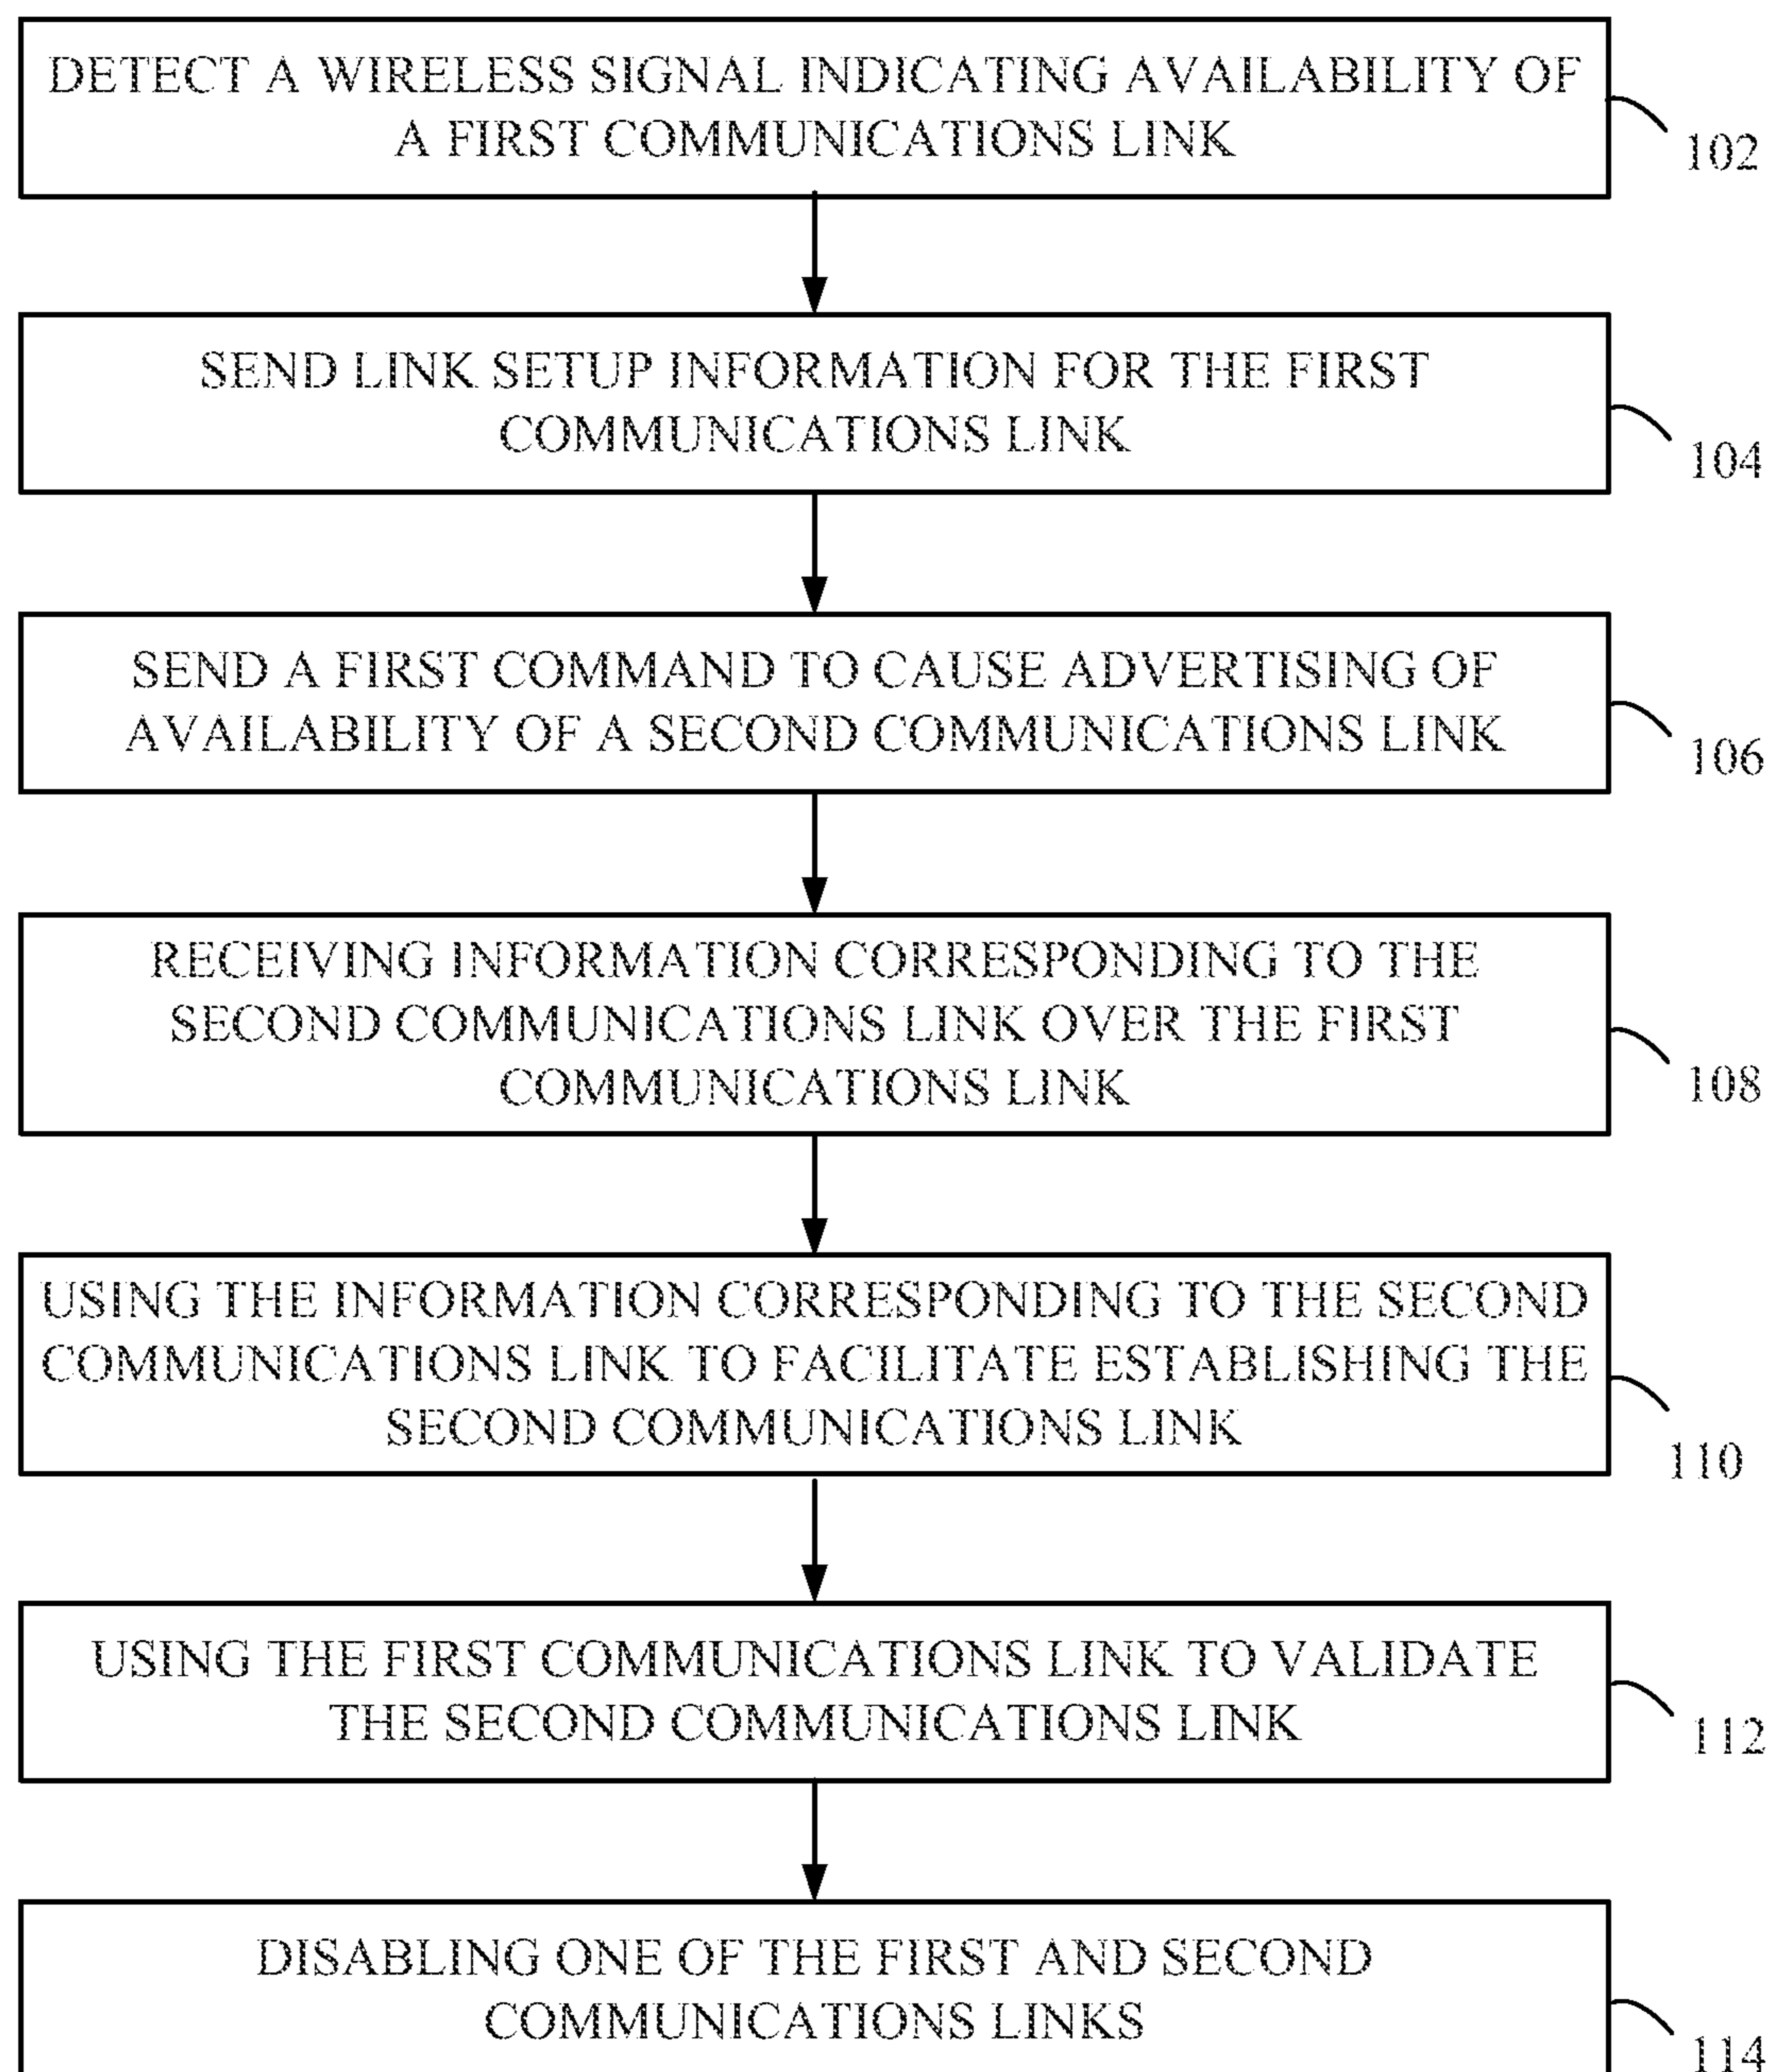 DETECT A WIRELESS SIGNAL INDICATING AVAILABILITY OF
A FIRST COMMUNICATIONS LINK
102
SEND LINK SETUP INFORMATION FOR THE FIRST
COMMUNICATIONS LINK
104
SEND A FIRST COMMAND TO CAUSE ADVERTISING OF
AVAILABILITY OF A SECOND COMMUNICATIONS LINK
106
RECEIVING INFORMATION CORRESPONDING TO THE
SECOND COMMUNICATIONS LINK OVER THE FIRST
COMMUNICATIONS LINK
108
USING THE INFORMATION CORRESPONDING TO THE SECOND
COMMUNICATIONS LINK TO FACILITATE ESTABLISHING THE
SECOND COMMUNICATIONS LINK
110
USING THE FIRST COMMUNICATIONS LINK TO VALIDATE
THE SECOND COMMUNICATIONS LINK
112
DISABLING ONE OF THE FIRST AND SECOND
COMMUNICATIONS LINKS
114